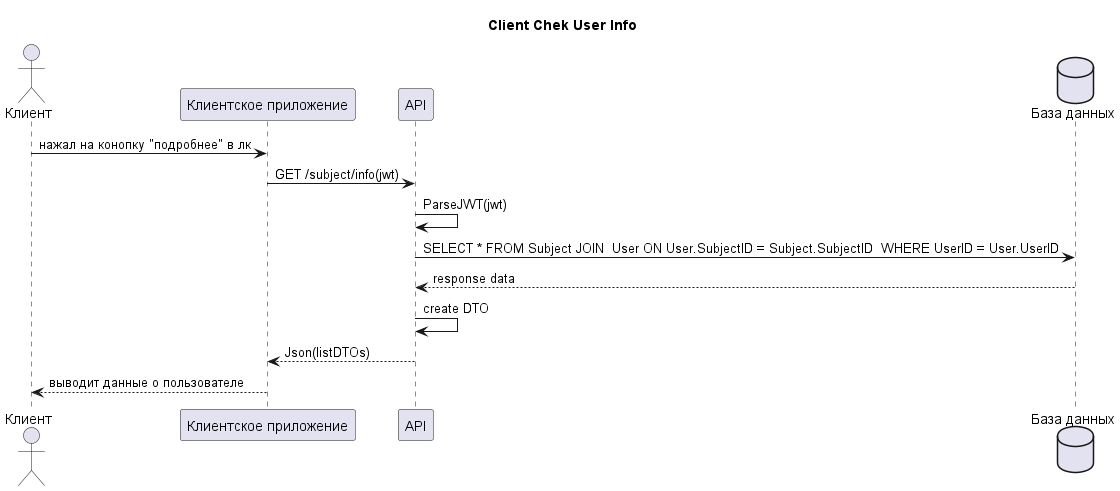 Client Chek User Info
Клиент
Клиентское приложение
API
База данных
нажал на конопку "подробнее" в лк
GET /subject/info(jwt)
ParseJWT(jwt)
SELECT * FROM Subject JOIN  User ON User.SubjectID = Subject.SubjectID  WHERE UserID = User.UserID
response data
create DTO
Json(listDTOs)
выводит данные о пользователе
Клиент
Клиентское приложение
API
База данных